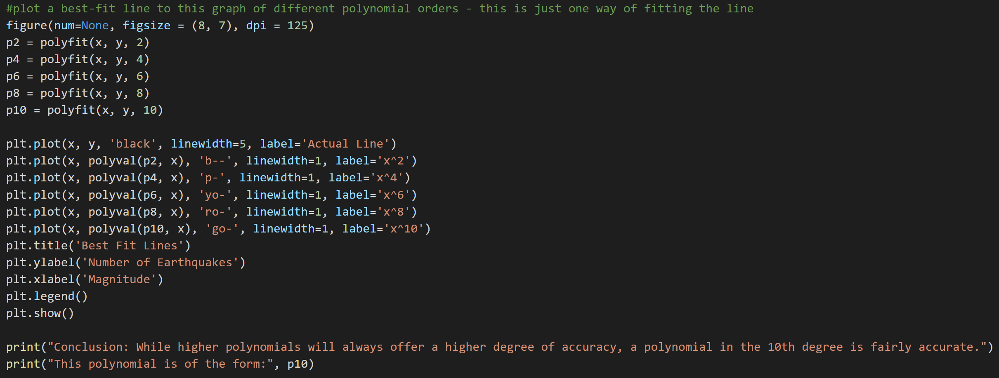 #plot a best-fit line to this graph of different polynomial orders - this is just one way of fitting the line
figure(num=None, figsize = (8, 7), dpi = 125)
p2 = polyfit(x, y, 2)
p4 = polyfit(x, y, 4)
p6 = polyfit(x, y, 6)
p8 = polyfit(x, y, 8)
p10 = polyfit(x, y, 10)

plt.plot(x, y, 'black', linewidth=5, label='Actual Line')
plt.plot(x, polyval(p2, x), 'b--', linewidth=1, label='x^2')
plt.plot(x, polyval(p4, x), 'p-', linewidth=1, label='x^4')
plt.plot(x, polyval(p6, x), 'yo-', linewidth=1, label='x^6')
plt.plot(x, polyval(p8, x), 'ro-', linewidth=1, label='x^8')
plt.plot(x, polyval(p10, x), 'go-', linewidth=1, label='x^10')
plt.title('Best Fit Lines')
plt.ylabel('Number of Earthquakes')
plt.xlabel('Magnitude')
plt.legend()
plt.show()

print("Conclusion: While higher polynomials will always offer a higher degree of accuracy, a polynomial in the 10th degree is fairly accurate.")
print("This polynomial is of the form:", p10)